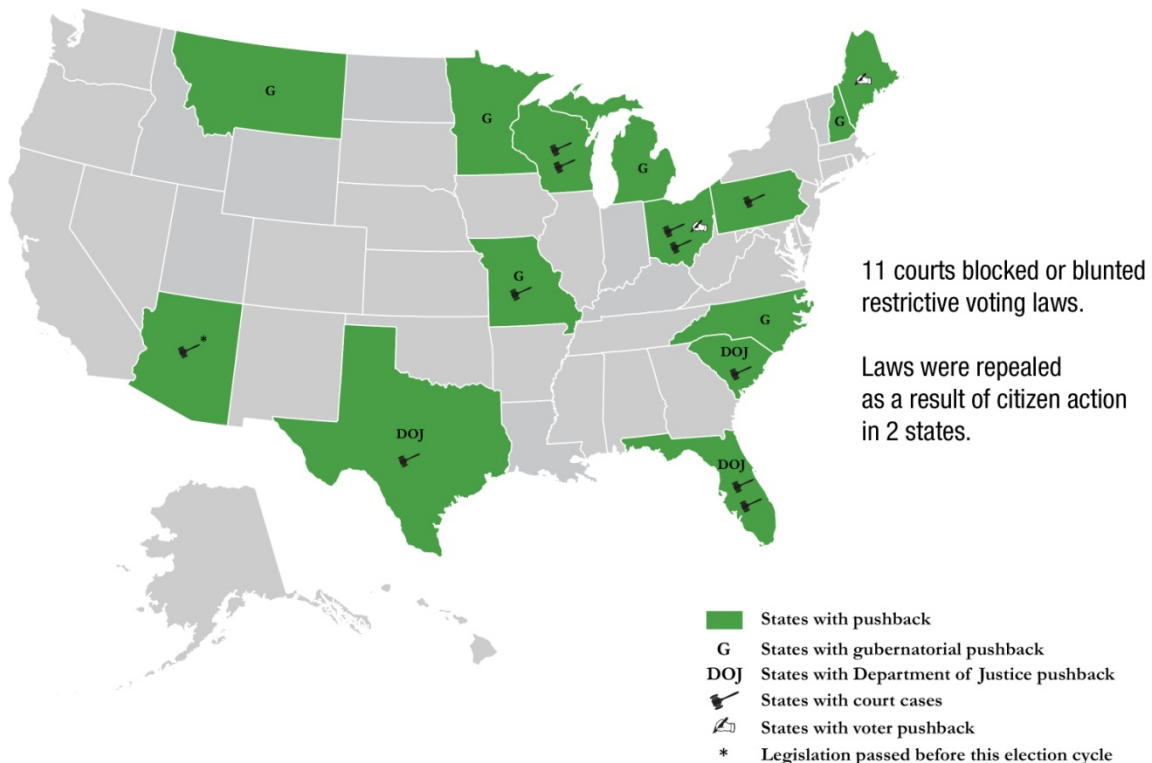 G
G
G
G
G
11 courts blocked or blunted
restrictive voting laws.
Laws were repealed
as a result of citizen action
in 2 states.
*
G
DOJ
DOJ
DOJ
States with pushback
G States with gubernatorial pushback
DOJ States with Department of Justice pushback
States with court cases
States with voter pushback
* Legislation passed before this election cycle